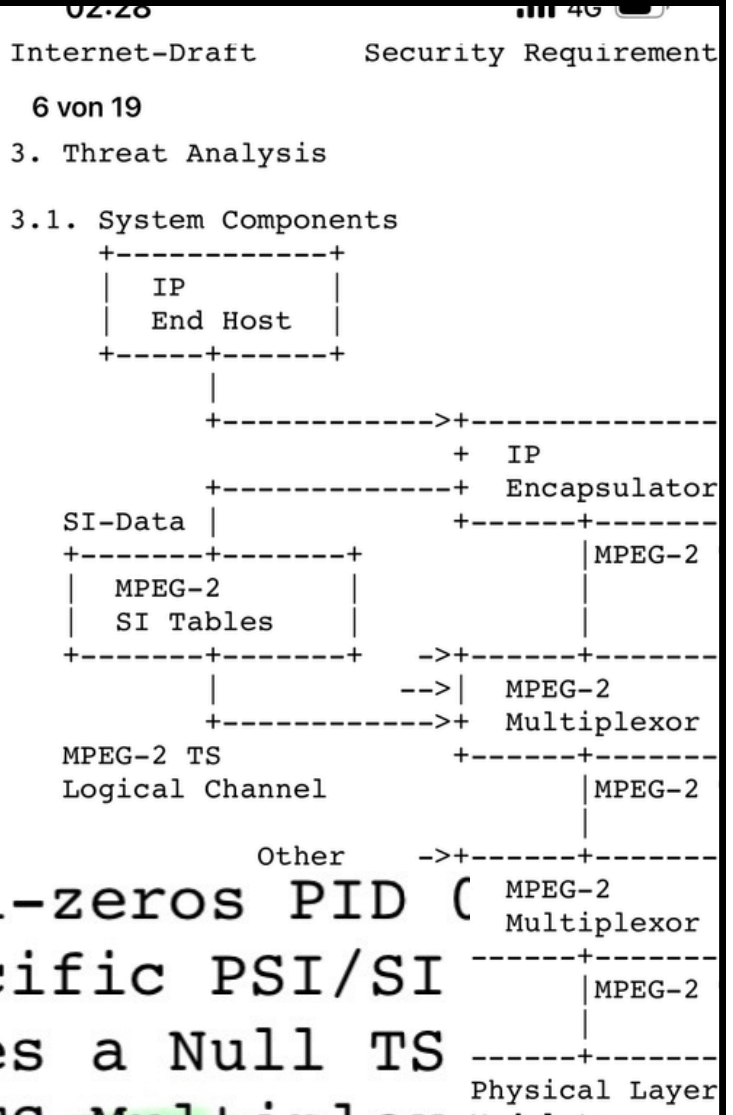 02:28 4G
Internet-Draft Security Requirement
6 von 19
3. Threat Analysis
3.1. System Components
+------------+
| IP |
| End Host |
+-----+------+
|
+------------>+--------------
+ IP
+-------------+ Encapsulator
SI-Data | +------+-------
+-------+-------+ |MPEG-2
| MPEG-2 | |
| SI Tables | |
+-------+-------+ ->+------+-------
| -->| MPEG-2
+------------>+ Multiplexor
MPEG-2 TS +------+-------
Logical Channel |MPEG-2
|
Other ->+------+-------
MPEG-2
Multiplexor
------+-------
|MPEG-2
|
------+-------
Physical Layer
-zeros PID
cific PSI/SI
es a Null TS